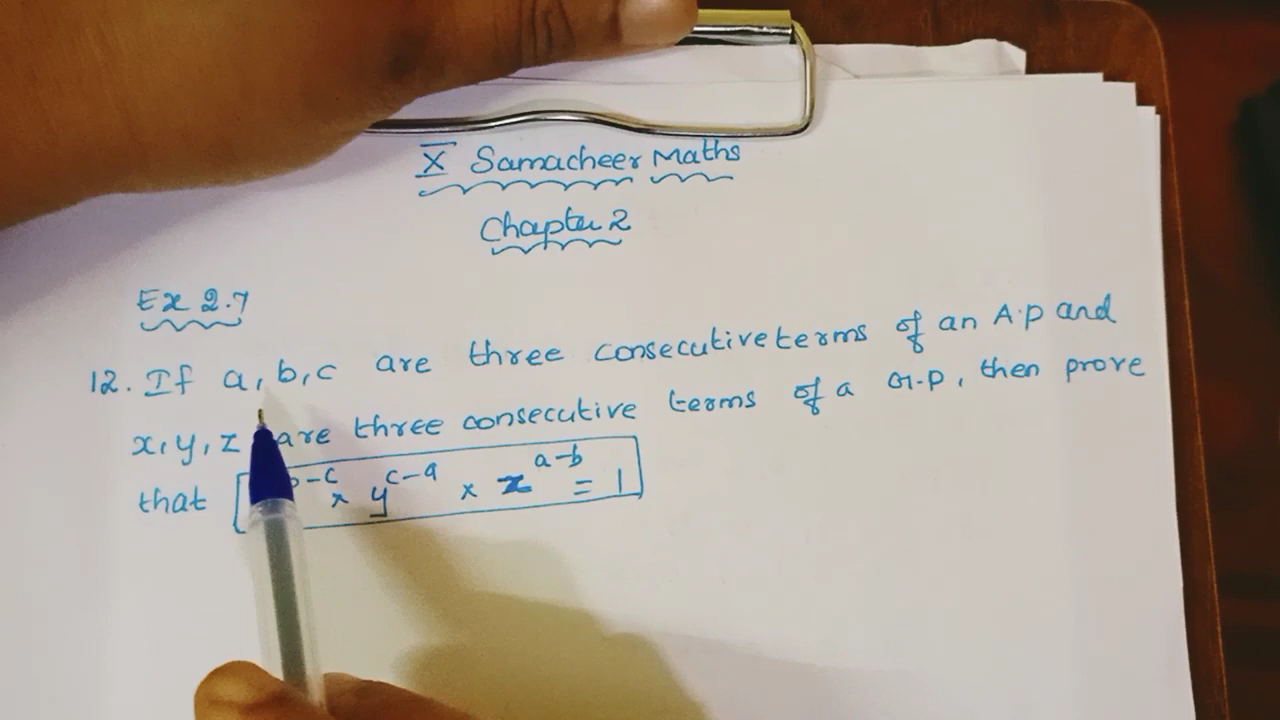 X Samacheer Maths
Chapter 2
Ex 2.7
12. If a, b, c are three consecutive terms of an A.P and
x, y, z are three consecutive terms of a G.P, then prove
that b-c × y^c-a × z^a-b = 1